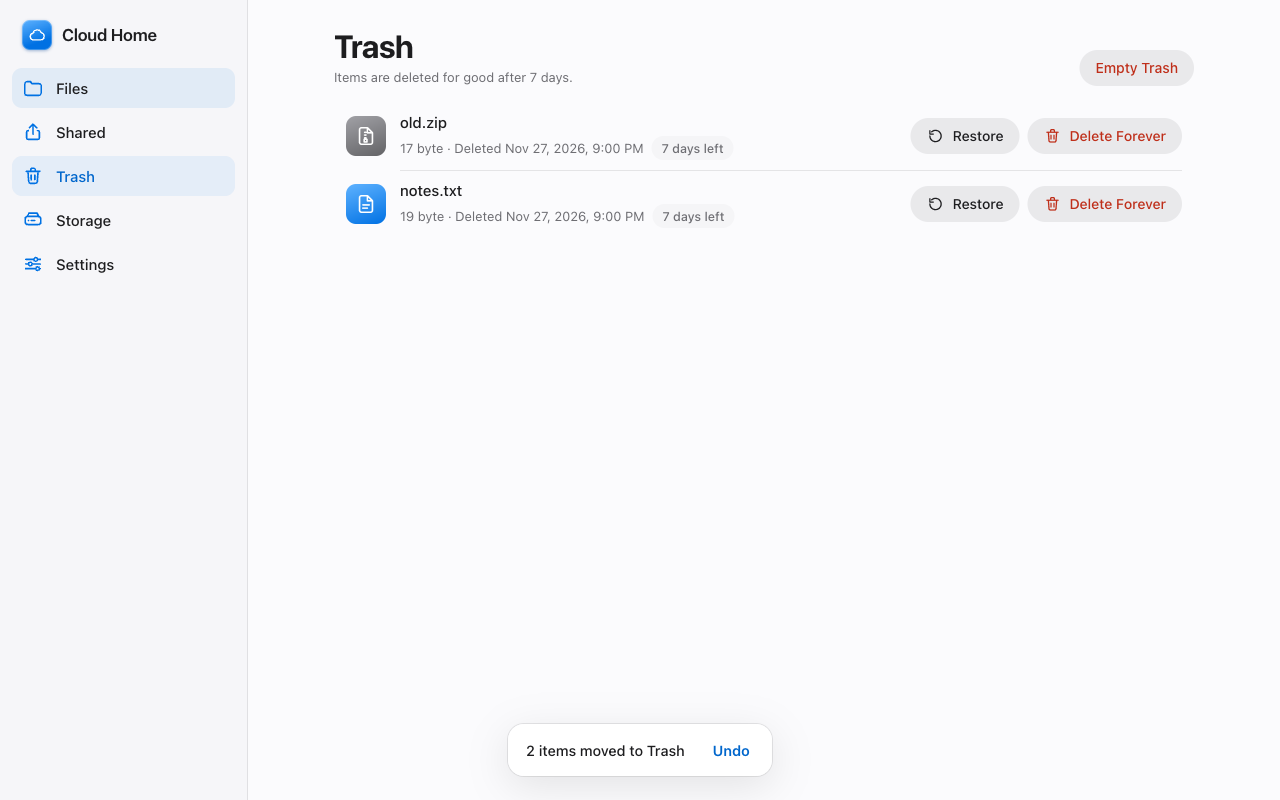 Cloud Home
Files
Shared
Trash
Storage
Settings
Trash
Items are deleted for good after 7 days.
Empty Trash
old.zip
17 byte · Deleted Nov 27, 2026, 9:00 PM 7 days left
Restore
Delete Forever
notes.txt
19 byte · Deleted Nov 27, 2026, 9:00 PM 7 days left
Restore
Delete Forever
2 items moved to Trash Undo